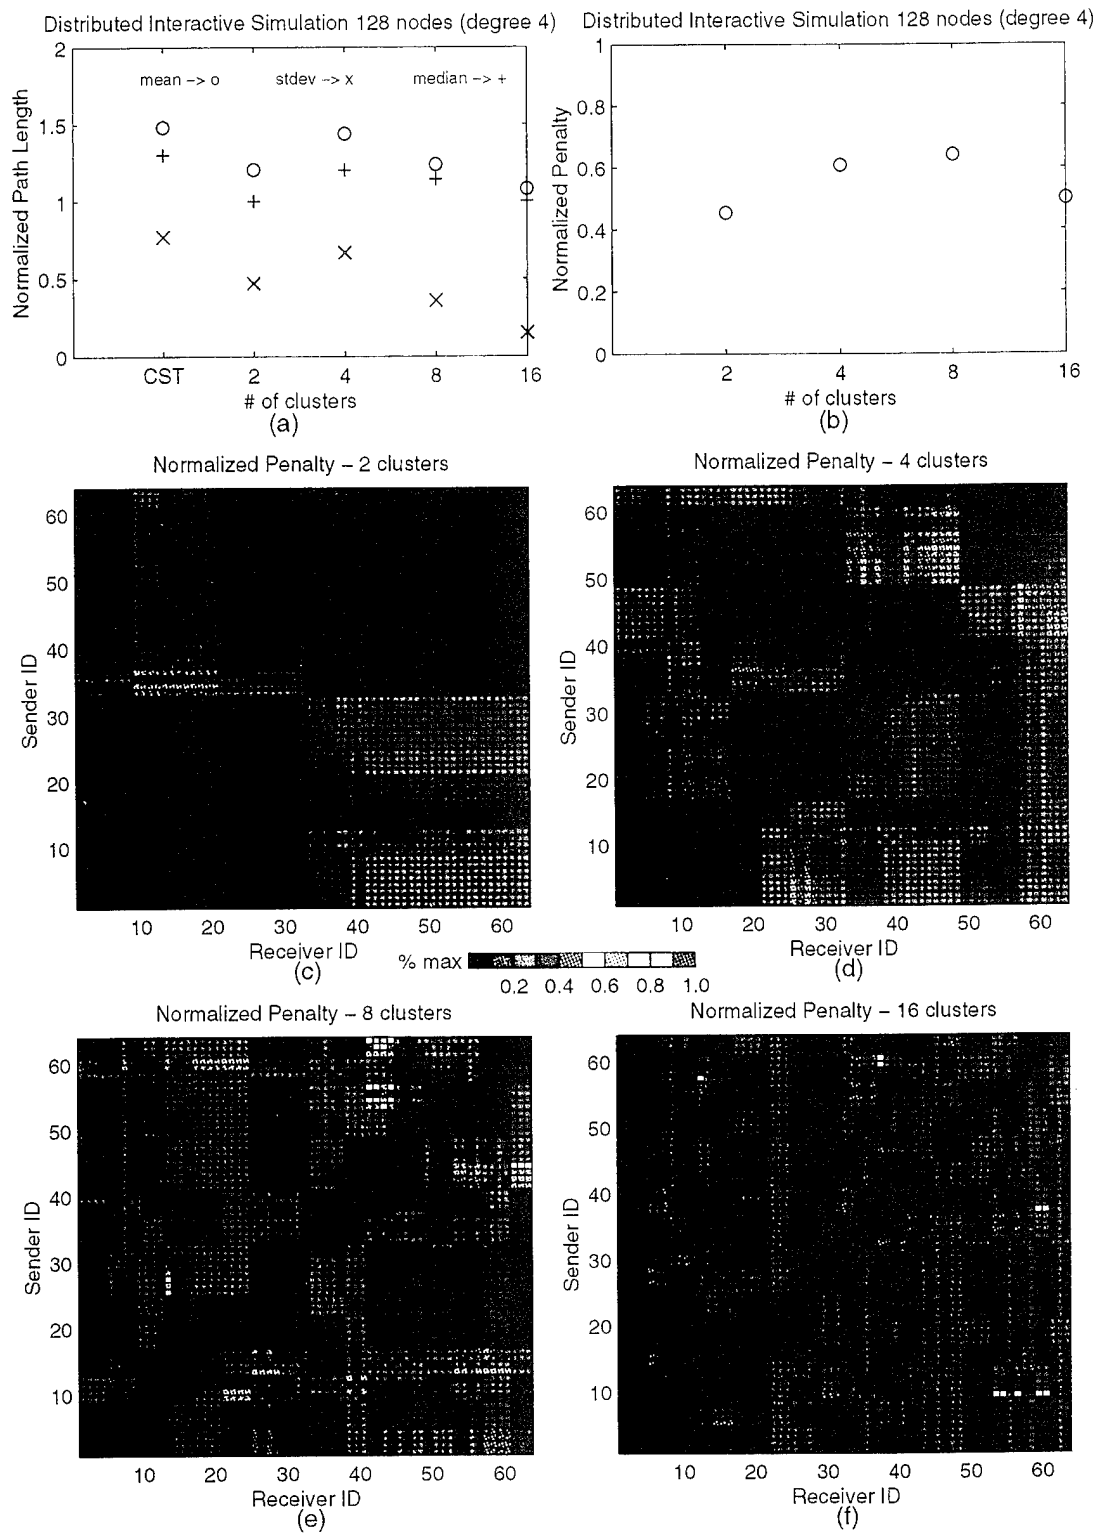 Distributed Interactive Simulation 128 nodes (degree 4)
2
mean -> o stdev -> x median -> +
1.5
1
0.5
0
Normalized Path Length
CST 2 4 8 16
# of clusters
(a)
Distributed Interactive Simulation 128 nodes (degree 4)
1
0.8
0.6
0.4
0.2
0
Normalized Penalty
2 4 8 16
# of clusters
(b)
Normalized Penalty – 2 clusters
60
50
40
30
20
10
Sender ID
10 20 30 40 50 60
Receiver ID
(c)
Normalized Penalty – 4 clusters
60
50
40
30
20
10
Sender ID
10 20 30 40 50 60
Receiver ID
(d)
% max
0.2 0.4 0.6 0.8 1.0
Normalized Penalty – 8 clusters
60
50
40
30
20
10
Sender ID
10 20 30 40 50 60
Receiver ID
(e)
Normalized Penalty – 16 clusters
60
50
40
30
20
10
Sender ID
10 20 30 40 50 60
Receiver ID
(f)